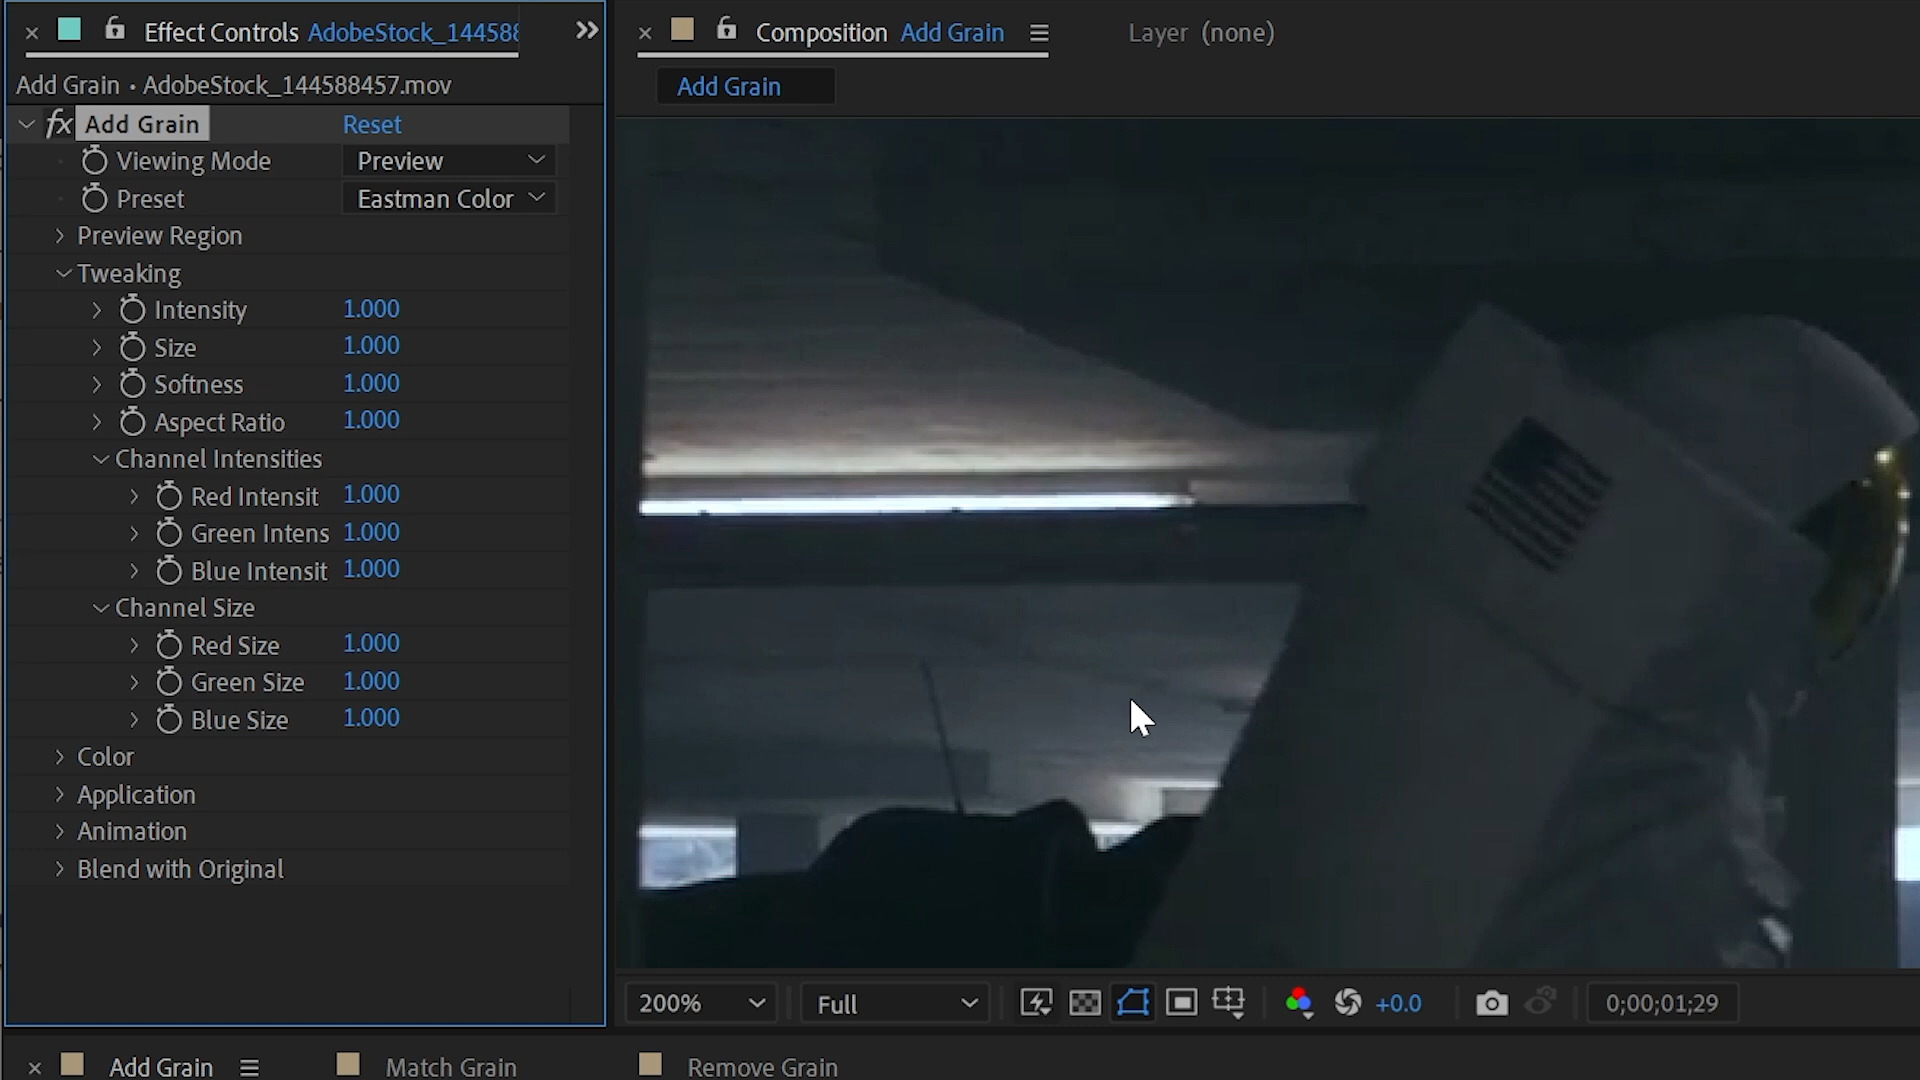 Effect Controls AdobeStock_144588
Add Grain • AdobeStock_144588457.mov
fx Add Grain Reset
Viewing Mode Preview
Preset Eastman Color
Preview Region
Tweaking
Intensity 1.000
Size 1.000
Softness 1.000
Aspect Ratio 1.000
Channel Intensities
Red Intensit 1.000
Green Intens 1.000
Blue Intensit 1.000
Channel Size
Red Size 1.000
Green Size 1.000
Blue Size 1.000
Color
Application
Animation
Blend with Original
Composition Add Grain
Layer (none)
Add Grain
200% Full +0.0 0;00;01;29
Add Grain Match Grain Remove Grain